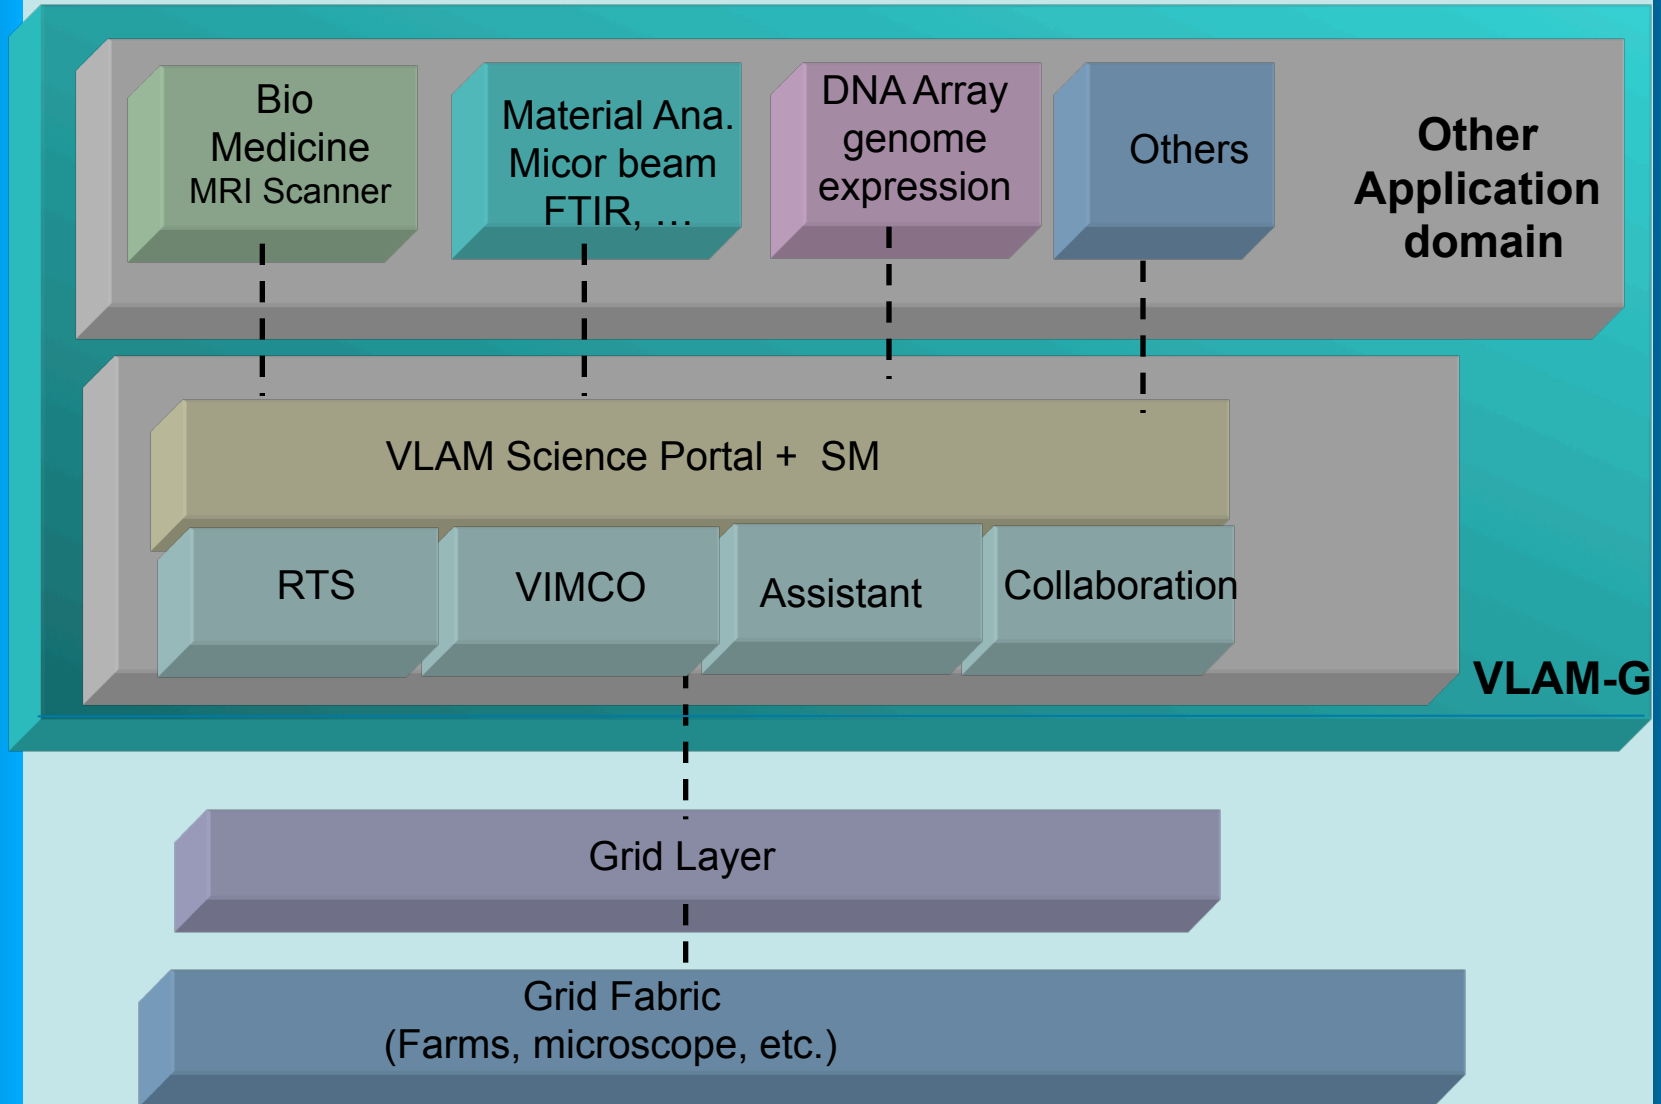 Bio
Medicine
MRI Scanner
Material Ana.
Micor beam
FTIR, …
DNA Array
genome
expression
Others
Other
Application
domain
VLAM Science Portal + SM
RTS
VIMCO
Assistant
Collaboration
VLAM-G
Grid Layer
Grid Fabric
(Farms, microscope, etc.)